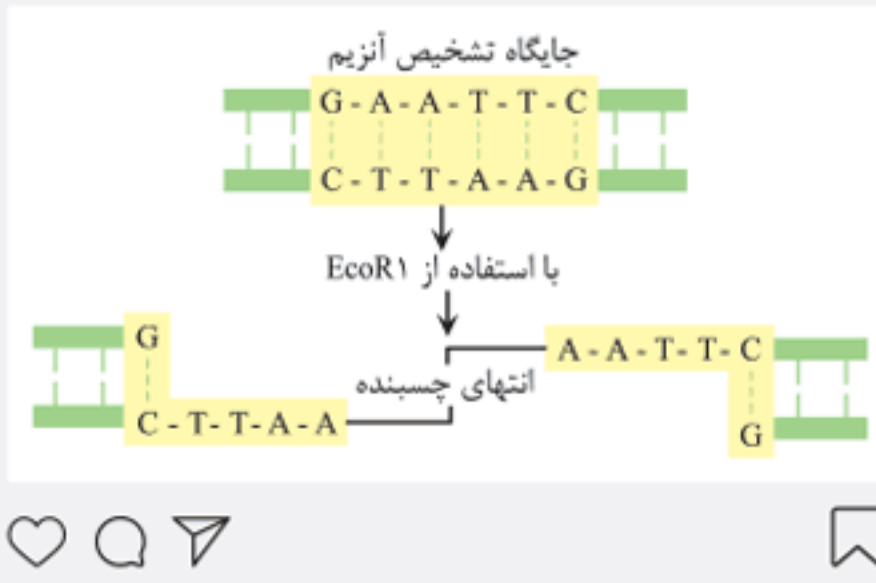 جایگاه تشخیص آنزیم
G - A - A - T - T - C
C - T - T - A - A - G
با استفاده از EcoR۱
G
A - A - T - T - C
انتهای چسبنده
C - T - T - A - A
G